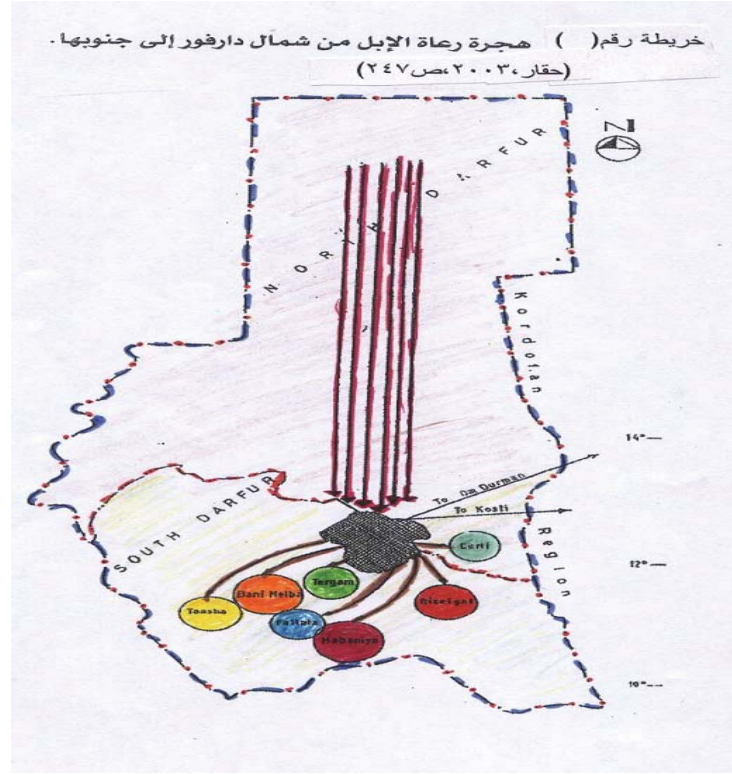 خريطة رقم( ) هجرة رعاة الإبل من شمال دارفور إلى جنوبها.
(حقار،٢٠٠٣،ص٢٤٧)
N
NORTH DARFUR
Kordofan
14°
To Om Durman
To Kosti
SOUTH DARFUR
Region
12°
Tergam
Bani Helba
Taasha
Fallata
Habaniya
Rizeigat
10°